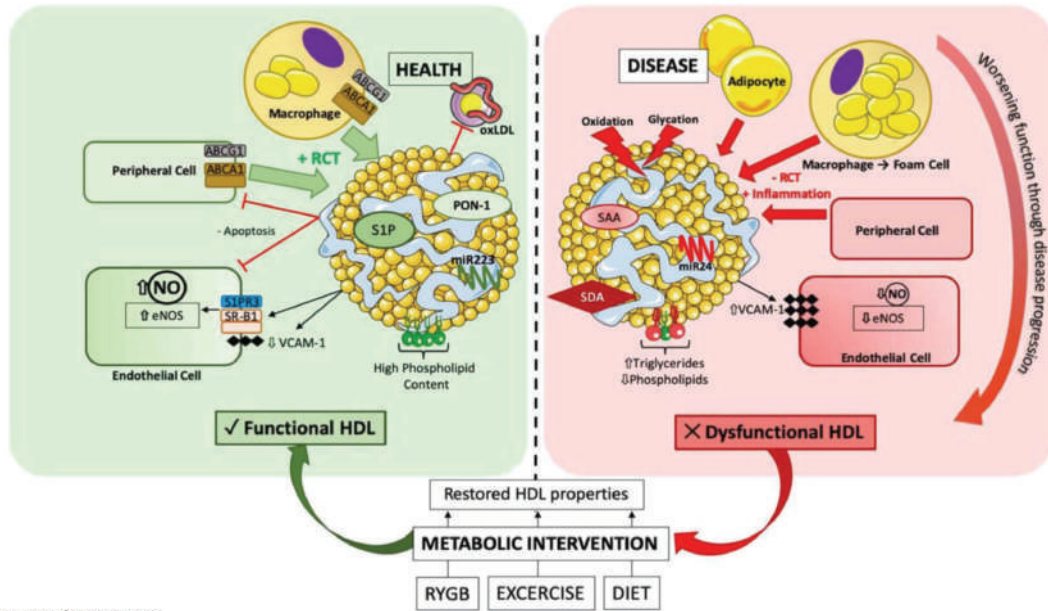 HEALTH
ABCG1
ABCA1
Macrophage
oxLDL
+ RCT
ABCG1
ABCA1
Peripheral Cell
PON-1
S1P
- Apoptosis
miR223
⇧NO
⇧ eNOS
S1PR3
SR-B1
⇩ VCAM-1
Endothelial Cell
High Phospholipid
Content
✓ Functional HDL
DISEASE
Adipocyte
Oxidation
Glycation
Macrophage → Foam Cell
- RCT
+ Inflammation
SAA
Peripheral Cell
miR24
SDA
⇧VCAM-1
⇩NO
⇩ eNOS
Endothelial Cell
⇧Triglycerides
⇩Phospholipids
Worsening function through disease progression
✕ Dysfunctional HDL
Restored HDL properties
METABOLIC INTERVENTION
RYGB
EXCERCISE
DIET